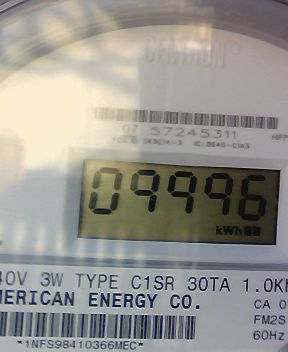 CENTRON®
07 57245311
09996
kWh 88
40V 3W TYPE C1SR 30TA 1.0K
MERICAN ENERGY CO.
CA 0
FM2S
60Hz
*1NFS98410366MEC*